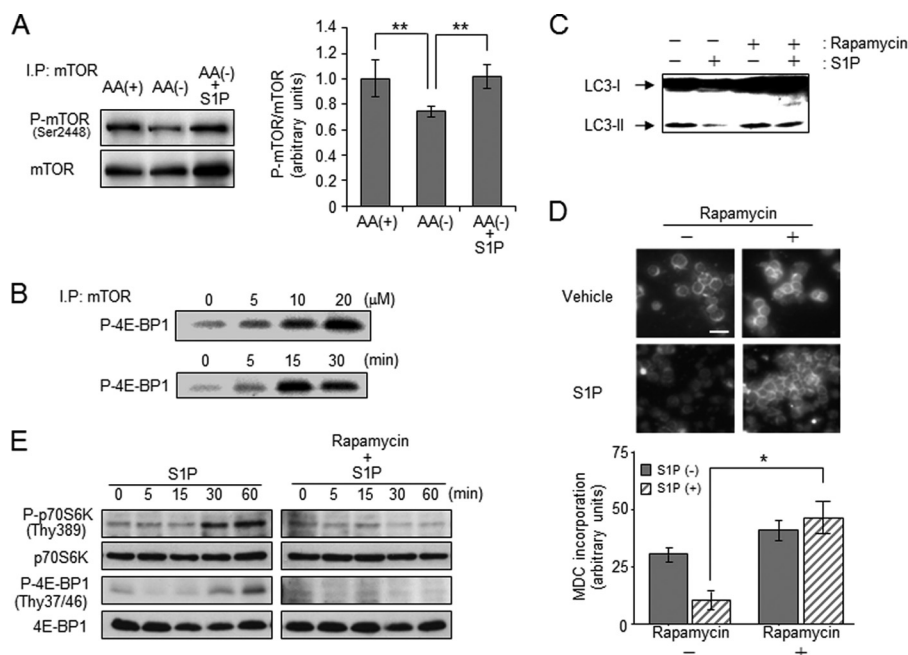 A
I.P: mTOR
AA(+) AA(-) AA(-) + S1P
P-mTOR
(Ser2448)
mTOR
P-mTOR/mTOR
(arbitrary units)
1.4
1.2
1.0
0.8
0.6
0.4
0.2
0
** **
AA(+) AA(-) AA(-) + S1P
B
I.P: mTOR
0 5 10 20 (μM)
P-4E-BP1
0 5 15 30 (min)
P-4E-BP1
C
− − + + : Rapamycin
− + − + : S1P
LC3-I
LC3-II
D
Rapamycin
− +
Vehicle
S1P
MDC incorporation
(arbitrary units)
75
50
25
0
S1P (-)
S1P (+)
*
Rapamycin Rapamycin
− +
E
S1P
0 5 15 30 60
Rapamycin
+
S1P
0 5 15 30 60 (min)
P-p70S6K
(Thy389)
p70S6K
P-4E-BP1
(Thy37/46)
4E-BP1